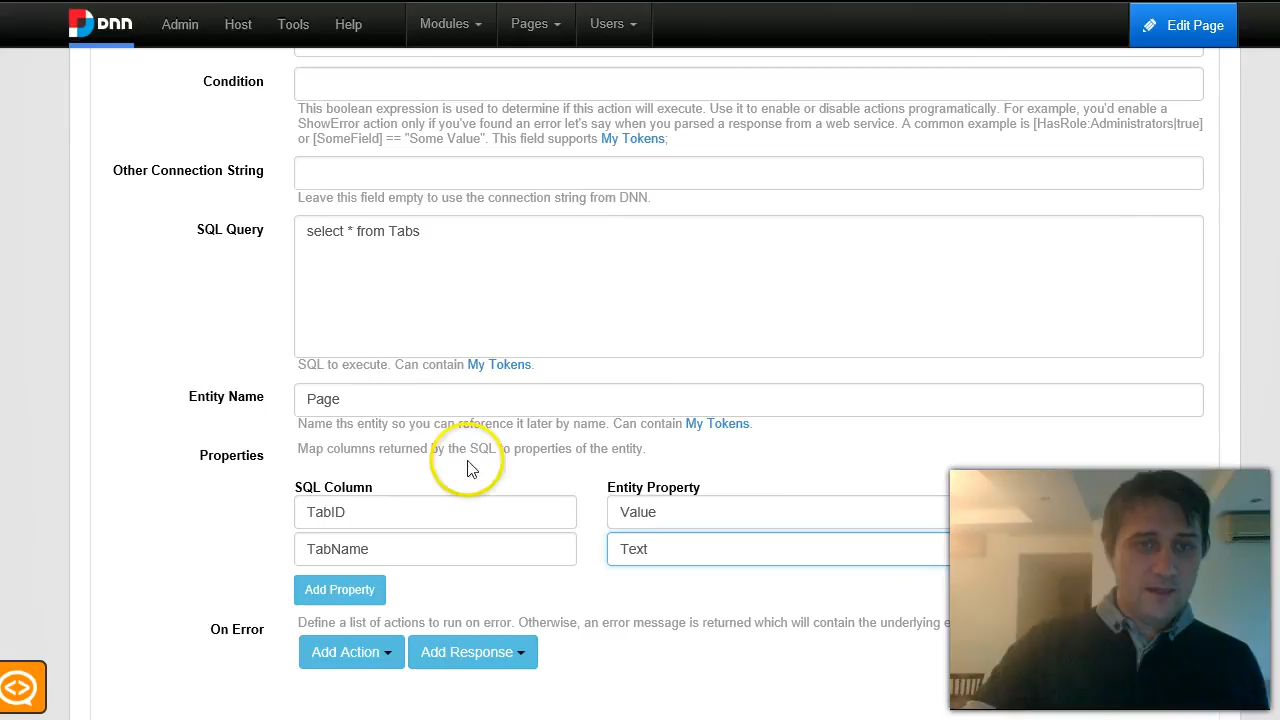 DNN Admin Host Tools Help Modules Pages Users Edit Page
Condition
This boolean expression is used to determine if this action will execute. Use it to enable or disable actions programatically. For example, you'd enable a
ShowError action only if you've found an error let's say when you parsed a response from a web service. A common example is [HasRole:Administrators|true]
or [SomeField] == "Some Value". This field supports My Tokens;
Other Connection String
Leave this field empty to use the connection string from DNN.
SQL Query
select * from Tabs
SQL to execute. Can contain My Tokens.
Entity Name
Page
Name ths entity so you can reference it later by name. Can contain My Tokens.
Properties
Map columns returned by the SQL to properties of the entity.
SQL Column Entity Property
TabID Value
TabName Text
Add Property
On Error
Define a list of actions to run on error. Otherwise, an error message is returned which will contain the underlying
Add Action Add Response